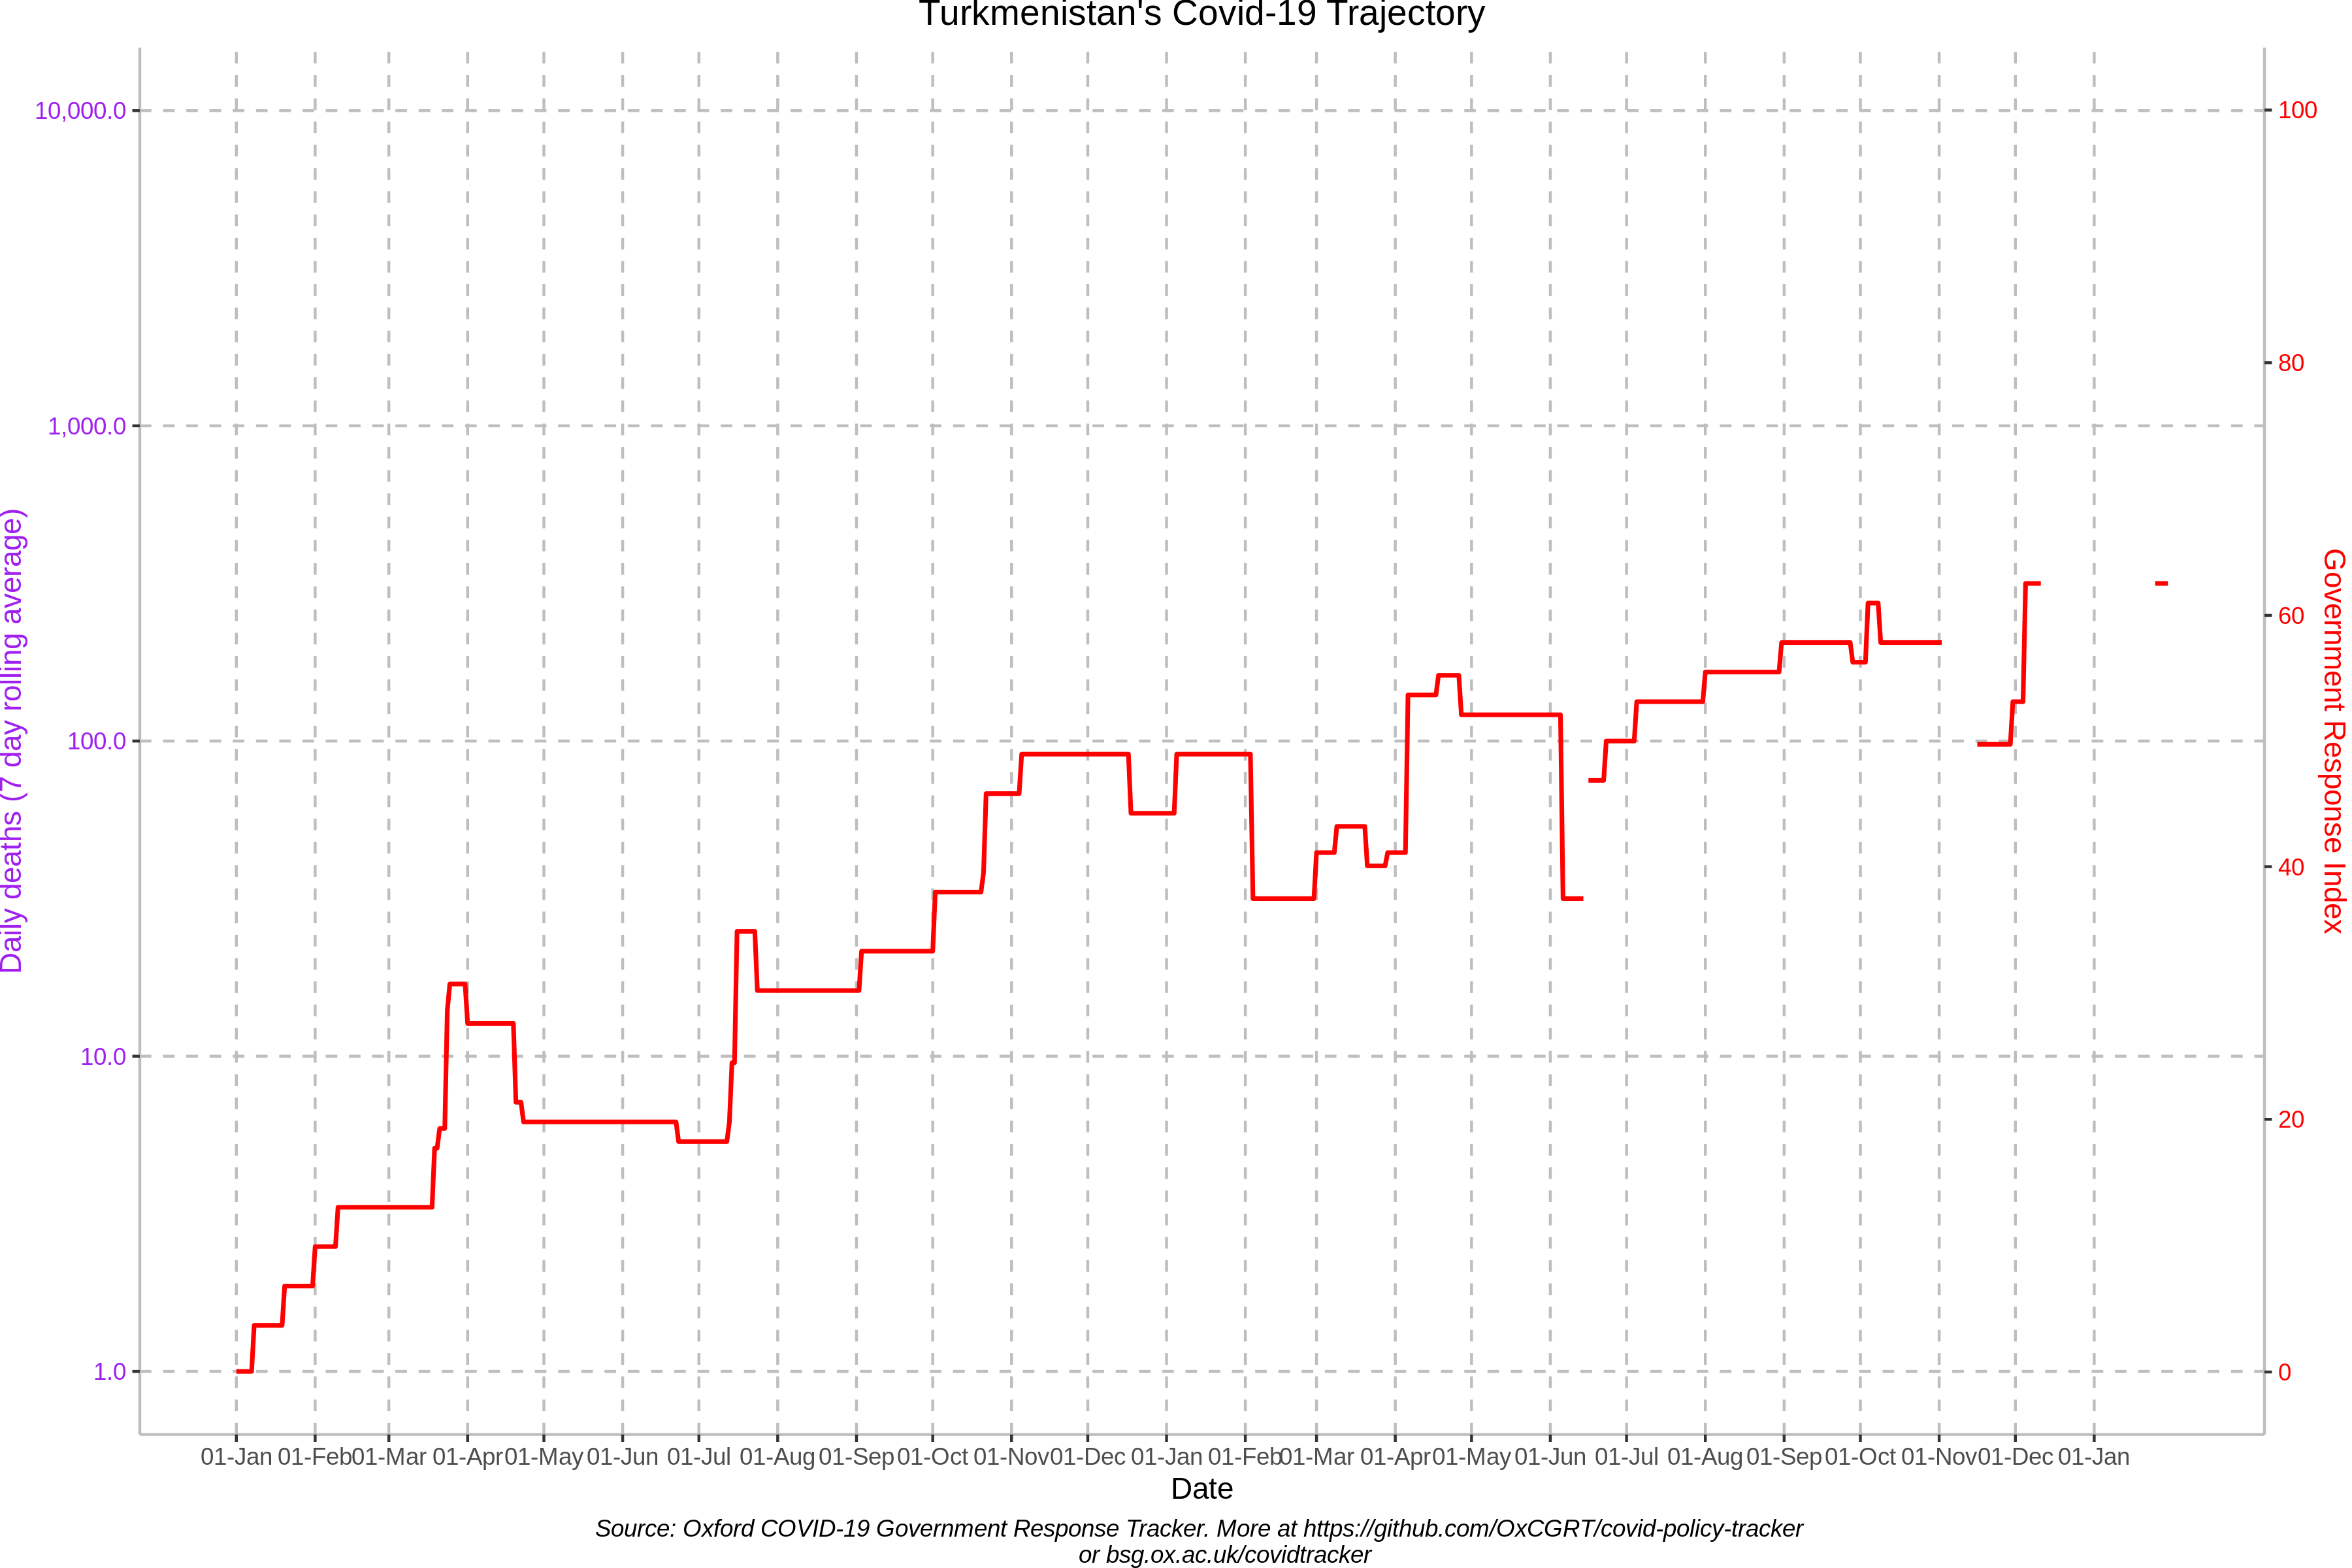 Turkmenistan's Covid-19 Trajectory
10,000.0
1,000.0
100.0
10.0
1.0
Daily deaths (7 day rolling average)
100
80
60
40
20
0
Government Response Index
01-Jan 01-Feb 01-Mar 01-Apr 01-May 01-Jun 01-Jul 01-Aug 01-Sep 01-Oct 01-Nov 01-Dec 01-Jan 01-Feb 01-Mar 01-Apr 01-May 01-Jun 01-Jul 01-Aug 01-Sep 01-Oct 01-Nov 01-Dec 01-Jan
Date
Source: Oxford COVID-19 Government Response Tracker. More at https://github.com/OxCGRT/covid-policy-tracker
or bsg.ox.ac.uk/covidtracker